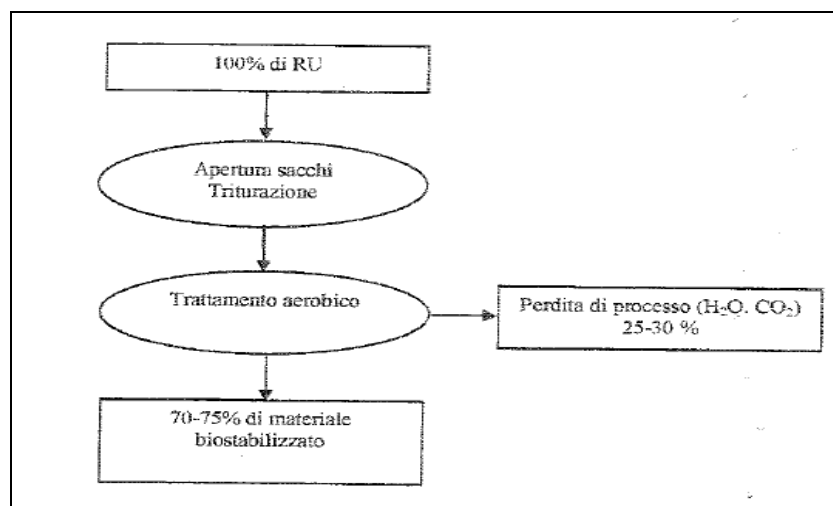 100% di RU
Apertura sacchi
Triturazione
Trattamento aerobico
Perdita di processo (H₂O. CO₂)
25-30 %
70-75% di materiale
biostabilizzato